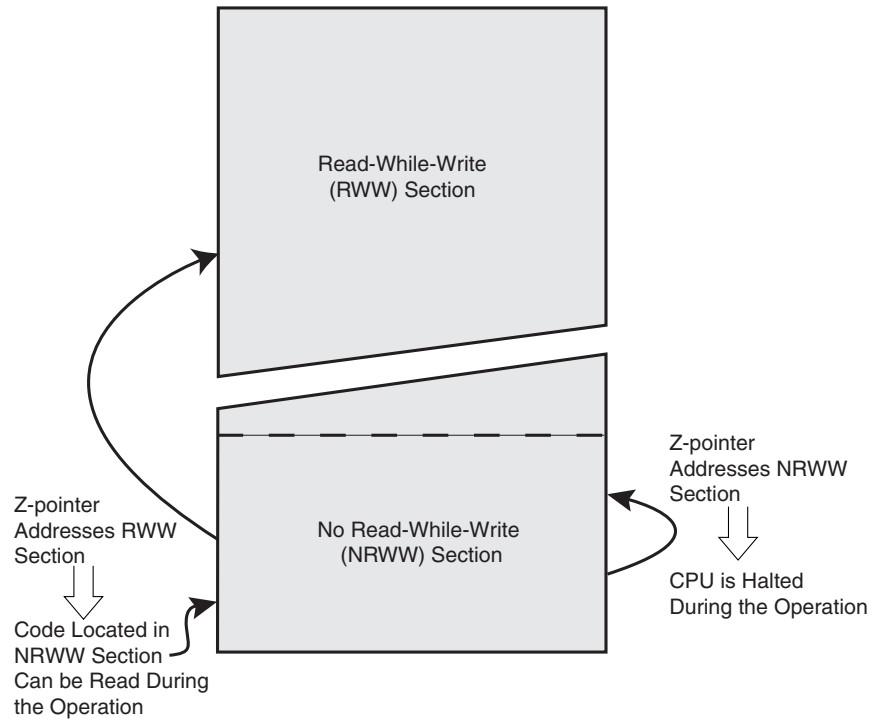 Read-While-Write
(RWW) Section
Z-pointer
Addresses NRWW
Section
Z-pointer
Addresses RWW
Section
No Read-While-Write
(NRWW) Section
CPU is Halted
During the Operation
Code Located in
NRWW Section
Can be Read During
the Operation